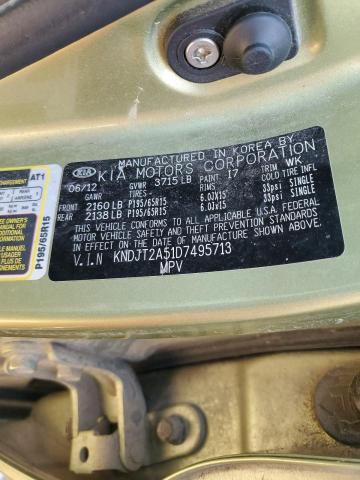 AT1
P195/65R15
MANUFACTURED IN KOREA BY
KIA KIA MOTORS CORPORATION
06/12 GVWR 3715 LB PAINT 17 TRIM WK
GAWR TIRES RIMS
FRONT 2160 LB P195/65R15 6.0JX15 33psi SINGLE
REAR 2138 LB P195/65R15 6.0JX15 33psi SINGLE
THIS VEHICLE CONFORMS TO ALL APPLICABLE
FEDERAL MOTOR VEHICLE SAFETY AND THEFT PREVENTION STANDARDS
IN EFFECT ON THE DATE OF MANUFACTURE SHOWN ABOVE.
V.I.N KNDJT2A51D7495713
MPV